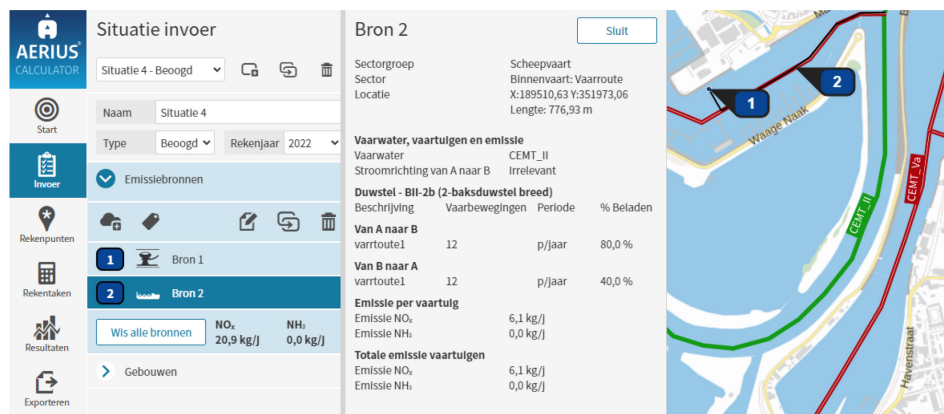 AERIUS®
CALCULATOR
Start
Invoer
Rekenpunten
Rekentaken
Resultaten
Exporteren
Situatie invoer
Situatie 4 - Beoogd
Naam Situatie 4
Type Beoogd Rekenjaar 2022
Emissiebronnen
1 Bron 1
2 Bron 2
Wis alle bronnen NOₓ NH₃
20,9 kg/j 0,0 kg/j
Gebouwen
Bron 2 Sluit
Sectorgroep Scheepvaart
Sector Binnenvaart: Vaarroute
Locatie X:189510,63 Y:351973,06
Lengte: 776,93 m
Vaarwater, vaartuigen en emissie
Vaarwater CEMT_II
Stroomrichting van A naar B Irrelevant
Duwstel - BII-2b (2-baksduwstel breed)
Beschrijving Vaarbewegingen Periode % Beladen
Van A naar B
varrtoute1 12 p/jaar 80,0 %
Van B naar A
varrtoute1 12 p/jaar 40,0 %
Emissie per vaartuig
Emissie NOₓ 6,1 kg/j
Emissie NH₃ 0,0 kg/j
Totale emissie vaartuigen
Emissie NOₓ 6,1 kg/j
Emissie NH₃ 0,0 kg/j
1
2
Waage Naak
CEMT_Va
CEMT_II
Havenstraat